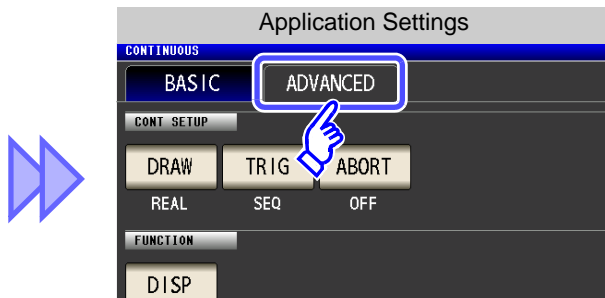 Application Settings
CONTINUOUS
BASIC ADVANCED
CONT SETUP
DRAW TRIG ABORT
REAL SEQ OFF
FUNCTION
DISP